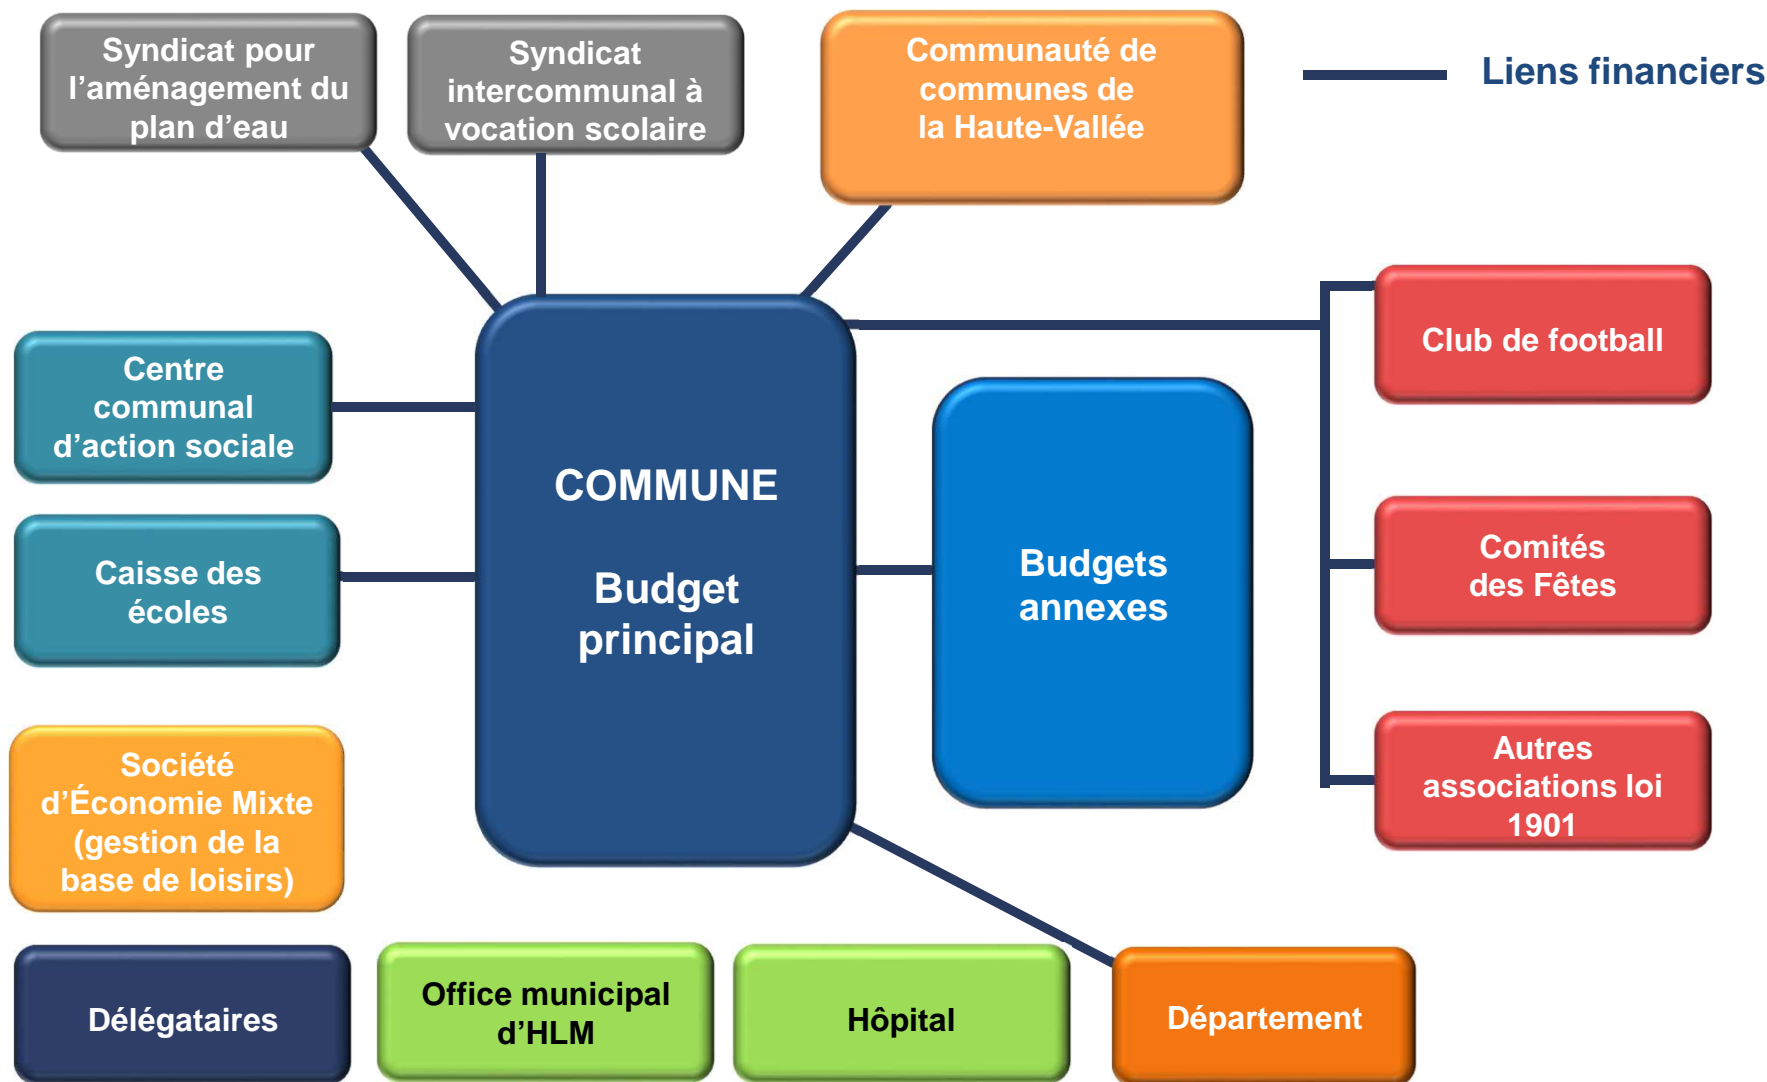 Syndicat pour
l’aménagement du
plan d’eau
Syndicat
intercommunal à
vocation scolaire
Communauté de
communes de
la Haute-Vallée
Liens financiers
Centre
communal
d’action sociale
Caisse des
écoles
Société
d’Économie Mixte
(gestion de la
base de loisirs)
COMMUNE
Budget
principal
Budgets
annexes
Club de football
Comités
des Fêtes
Autres
associations loi
1901
Délégataires
Office municipal
d’HLM
Hôpital
Département